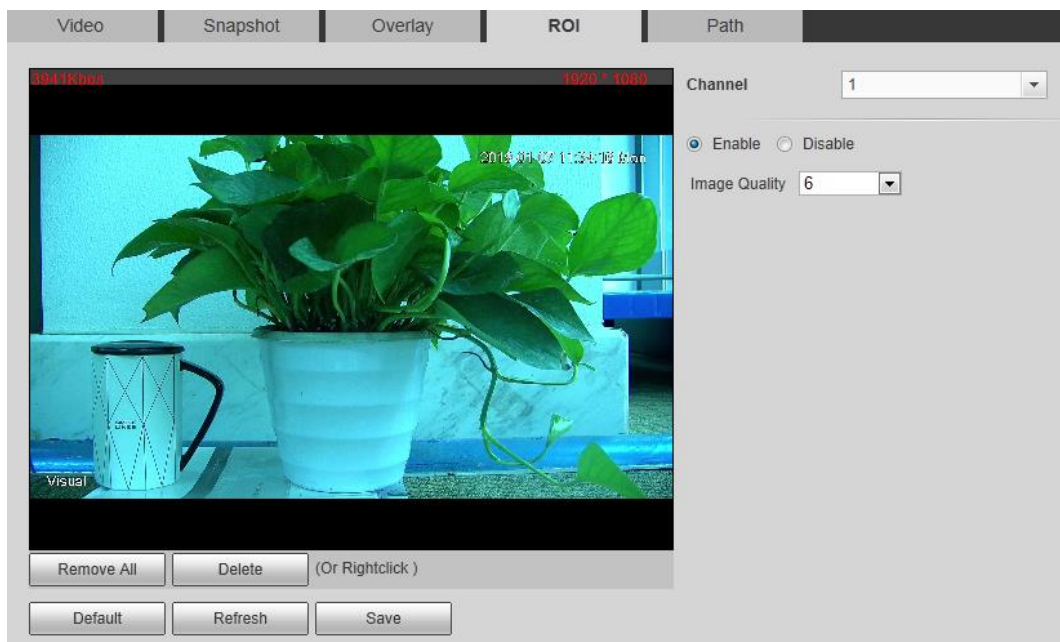 Video Snapshot Overlay ROI Path
3941Kbps 1920 * 1080
Channel 1
Enable Disable
Image Quality 6
Visual
Remove All Delete (Or Rightclick )
Default Refresh Save